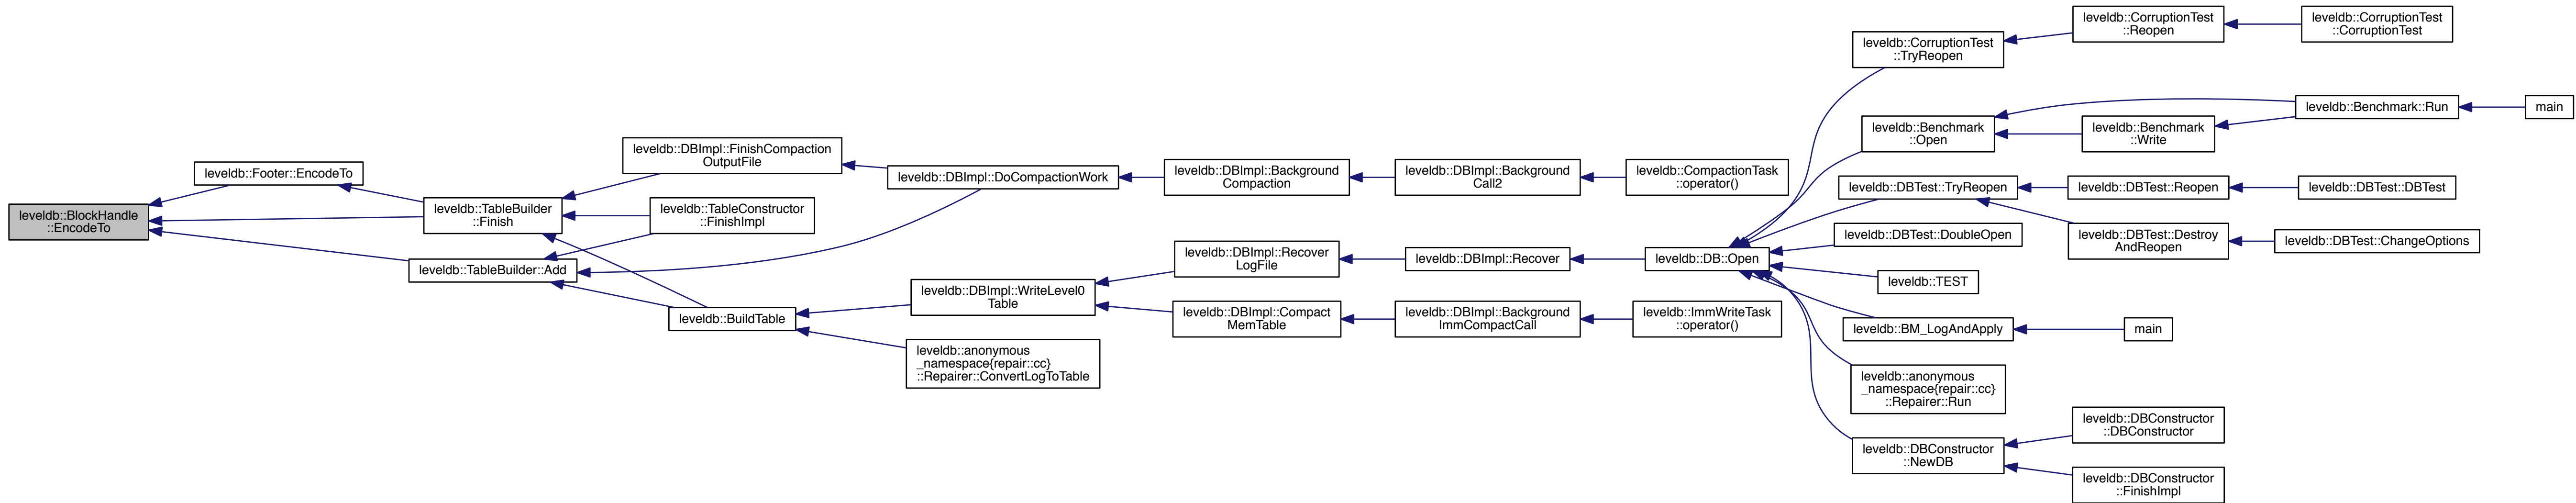 leveldb::BlockHandle
::EncodeTo
leveldb::Footer::EncodeTo
leveldb::TableBuilder
::Finish
leveldb::TableBuilder::Add
leveldb::DBImpl::FinishCompaction
OutputFile
leveldb::TableConstructor
::FinishImpl
leveldb::BuildTable
leveldb::DBImpl::DoCompactionWork
leveldb::DBImpl::WriteLevel0
Table
leveldb::anonymous
_namespace{repair::cc}
::Repairer::ConvertLogToTable
leveldb::DBImpl::Background
Compaction
leveldb::DBImpl::Recover
LogFile
leveldb::DBImpl::Compact
MemTable
leveldb::DBImpl::Background
Call2
leveldb::DBImpl::Recover
leveldb::DBImpl::Background
ImmCompactCall
leveldb::CompactionTask
::operator()
leveldb::DB::Open
leveldb::ImmWriteTask
::operator()
leveldb::CorruptionTest
::TryReopen
leveldb::Benchmark
::Open
leveldb::DBTest::TryReopen
leveldb::DBTest::DoubleOpen
leveldb::TEST
leveldb::BM_LogAndApply
leveldb::anonymous
_namespace{repair::cc}
::Repairer::Run
leveldb::DBConstructor
::NewDB
leveldb::CorruptionTest
::Reopen
leveldb::Benchmark
::Write
leveldb::DBTest::Reopen
leveldb::DBTest::Destroy
AndReopen
main
leveldb::DBConstructor
::DBConstructor
leveldb::DBConstructor
::FinishImpl
leveldb::CorruptionTest
::CorruptionTest
leveldb::Benchmark::Run
leveldb::DBTest::DBTest
leveldb::DBTest::ChangeOptions
main